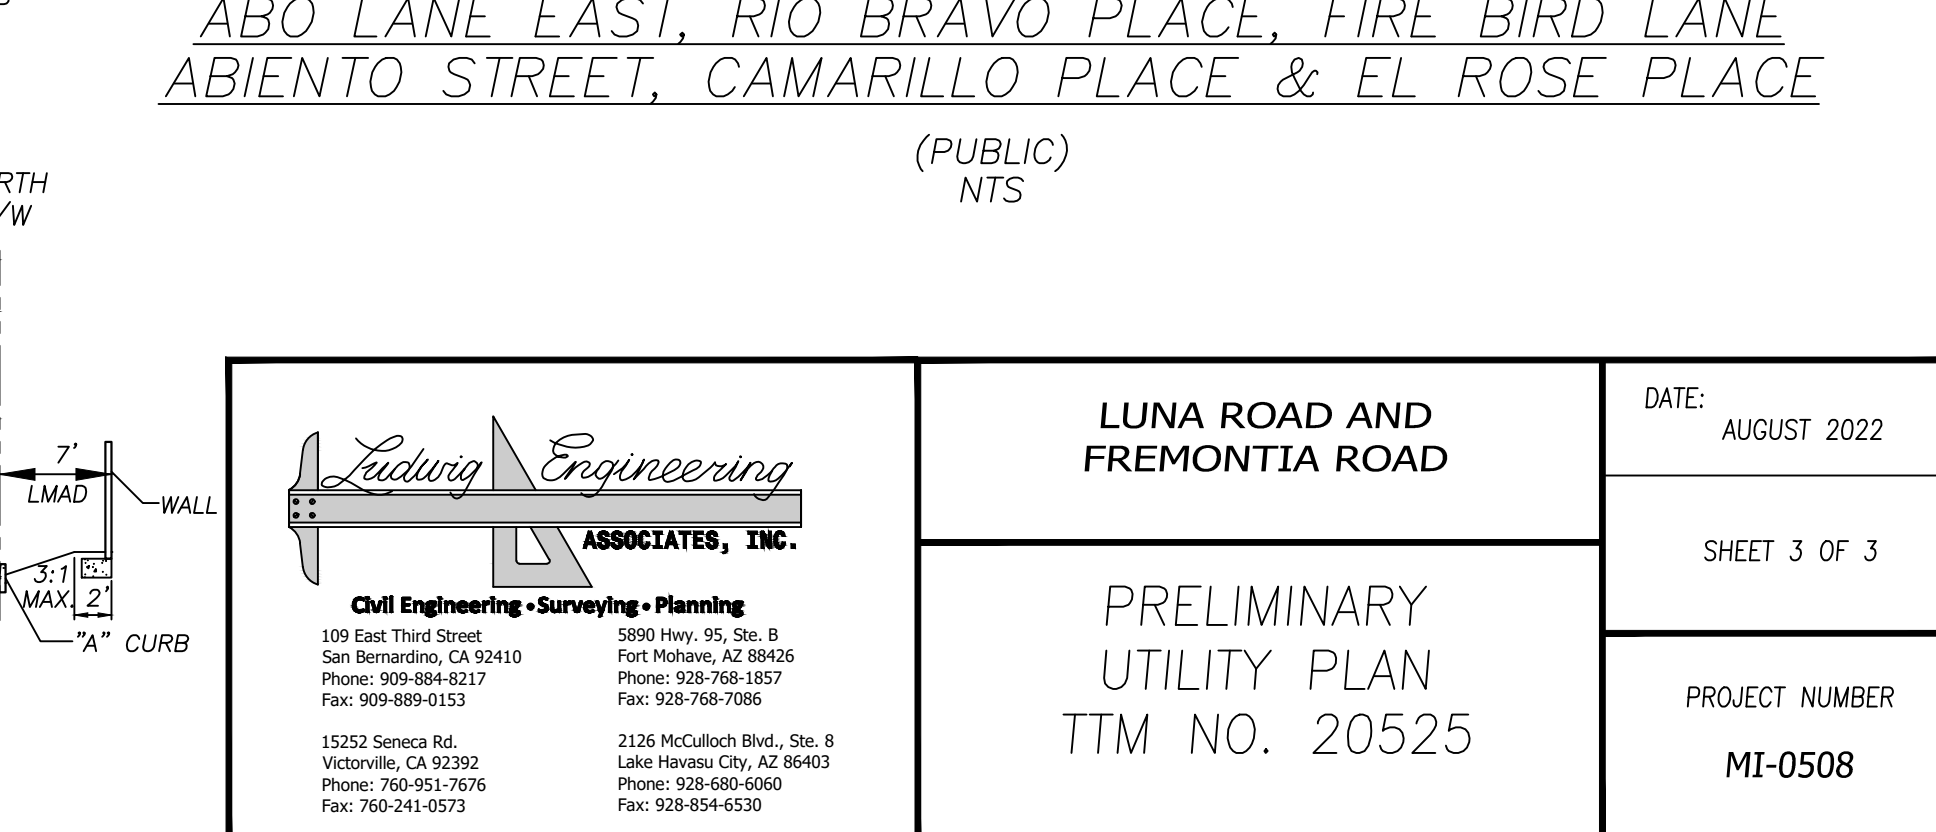 ABO LANE EAST, RIO BRAVO PLACE, FIRE BIRD LANE
ABIENTO STREET, CAMARILLO PLACE & EL ROSE PLACE
(PUBLIC)
NTS
RTH
/W
7'
LMAD
WALL
3:1
MAX.
2'
"A" CURB
Ludwig Engineering
ASSOCIATES, INC.
Civil Engineering • Surveying • Planning
109 East Third Street
San Bernardino, CA 92410
Phone: 909-884-8217
Fax: 909-889-0153
15252 Seneca Rd.
Victorville, CA 92392
Phone: 760-951-7676
Fax: 760-241-0573
5890 Hwy. 95, Ste. B
Fort Mohave, AZ 88426
Phone: 928-768-1857
Fax: 928-768-7086
2126 McCulloch Blvd., Ste. 8
Lake Havasu City, AZ 86403
Phone: 928-680-6060
Fax: 928-854-6530
LUNA ROAD AND
FREMONTIA ROAD
PRELIMINARY
UTILITY PLAN
TTM NO. 20525
DATE:
AUGUST 2022
SHEET 3 OF 3
PROJECT NUMBER
MI-0508